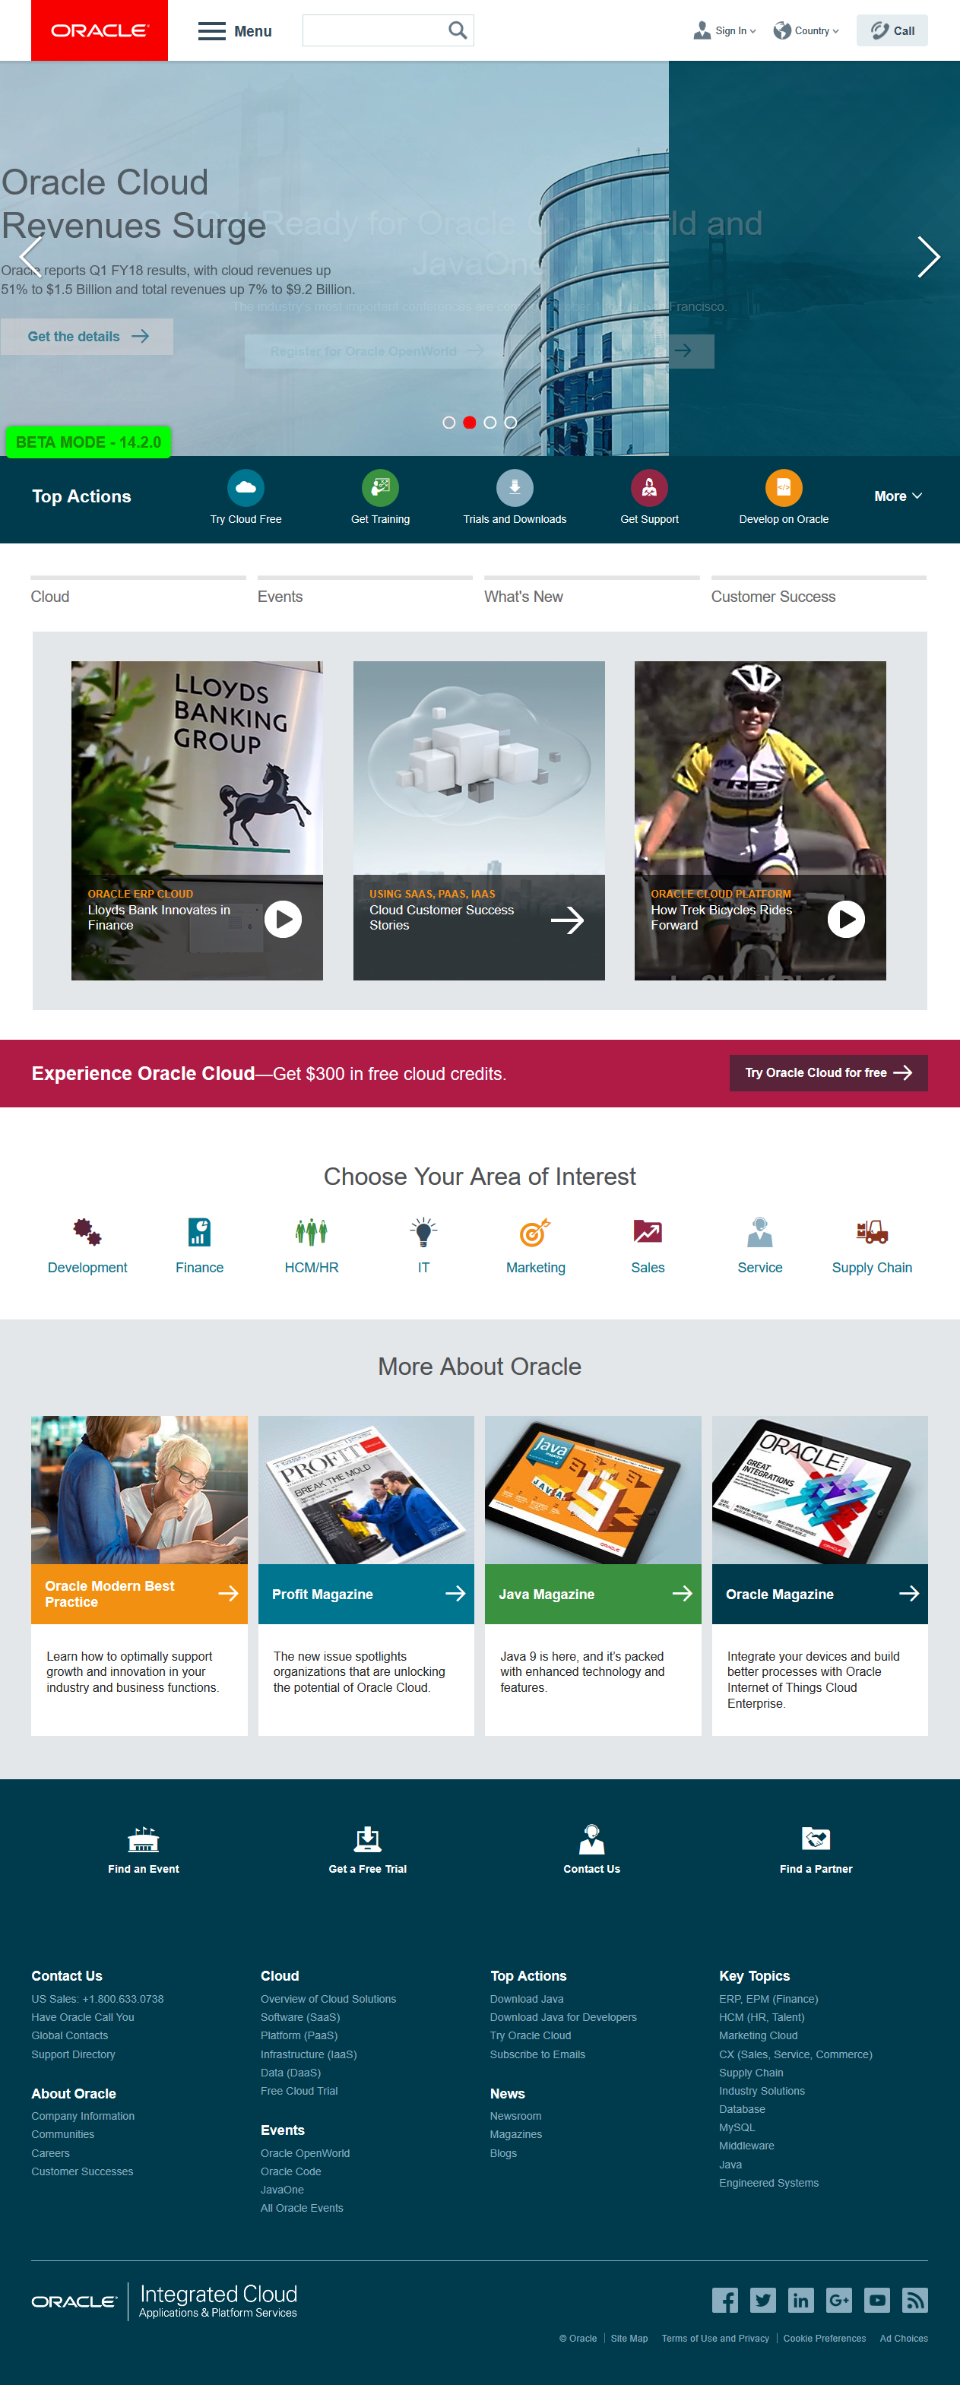 ORACLE
Menu
Sign In
Country
Call
Oracle Cloud
Revenues Surge
Oracle reports Q1 FY18 results, with cloud revenues up
51% to $1.5 Billion and total revenues up 7% to $9.2 Billion.
Get the details
Ready for Oracle
and
JavaOne
The industry's most important conferences are
Francisco.
Register for Oracle OpenWorld
BETA MODE - 14.2.0
Top Actions
Try Cloud Free
Get Training
Trials and Downloads
Get Support
Develop on Oracle
More
Cloud
Events
What's New
Customer Success
LLOYDS
BANKING
GROUP
ORACLE ERP CLOUD
Lloyds Bank Innovates in
Finance
USING SAAS, PAAS, IAAS
Cloud Customer Success
Stories
TREK
ORACLE CLOUD PLATFORM
How Trek Bicycles Rides
Forward
Experience Oracle Cloud—Get $300 in free cloud credits.
Try Oracle Cloud for free
Choose Your Area of Interest
Development
Finance
HCM/HR
IT
Marketing
Sales
Service
Supply Chain
More About Oracle
PROFIT
BREAK THE MOLD
Java
JAVA
9
ORACLE
GREAT
INTEGRATIONS
Oracle Modern Best
Practice
Profit Magazine
Java Magazine
Oracle Magazine
Learn how to optimally support
growth and innovation in your
industry and business functions.
The new issue spotlights
organizations that are unlocking
the potential of Oracle Cloud.
Java 9 is here, and it's packed
with enhanced technology and
features.
Integrate your devices and build
better processes with Oracle
Internet of Things Cloud
Enterprise.
Find an Event
Get a Free Trial
Contact Us
Find a Partner
Contact Us
US Sales: +1.800.633.0738
Have Oracle Call You
Global Contacts
Support Directory
About Oracle
Company Information
Communities
Careers
Customer Successes
Cloud
Overview of Cloud Solutions
Software (SaaS)
Platform (PaaS)
Infrastructure (IaaS)
Data (DaaS)
Free Cloud Trial
Events
Oracle OpenWorld
Oracle Code
JavaOne
All Oracle Events
Top Actions
Download Java
Download Java for Developers
Try Oracle Cloud
Subscribe to Emails
News
Newsroom
Magazines
Blogs
Key Topics
ERP, EPM (Finance)
HCM (HR, Talent)
Marketing Cloud
CX (Sales, Service, Commerce)
Supply Chain
Industry Solutions
Database
MySQL
Middleware
Java
Engineered Systems
ORACLE
Integrated Cloud
Applications & Platform Services
© Oracle
Site Map
Terms of Use and Privacy
Cookie Preferences
Ad Choices